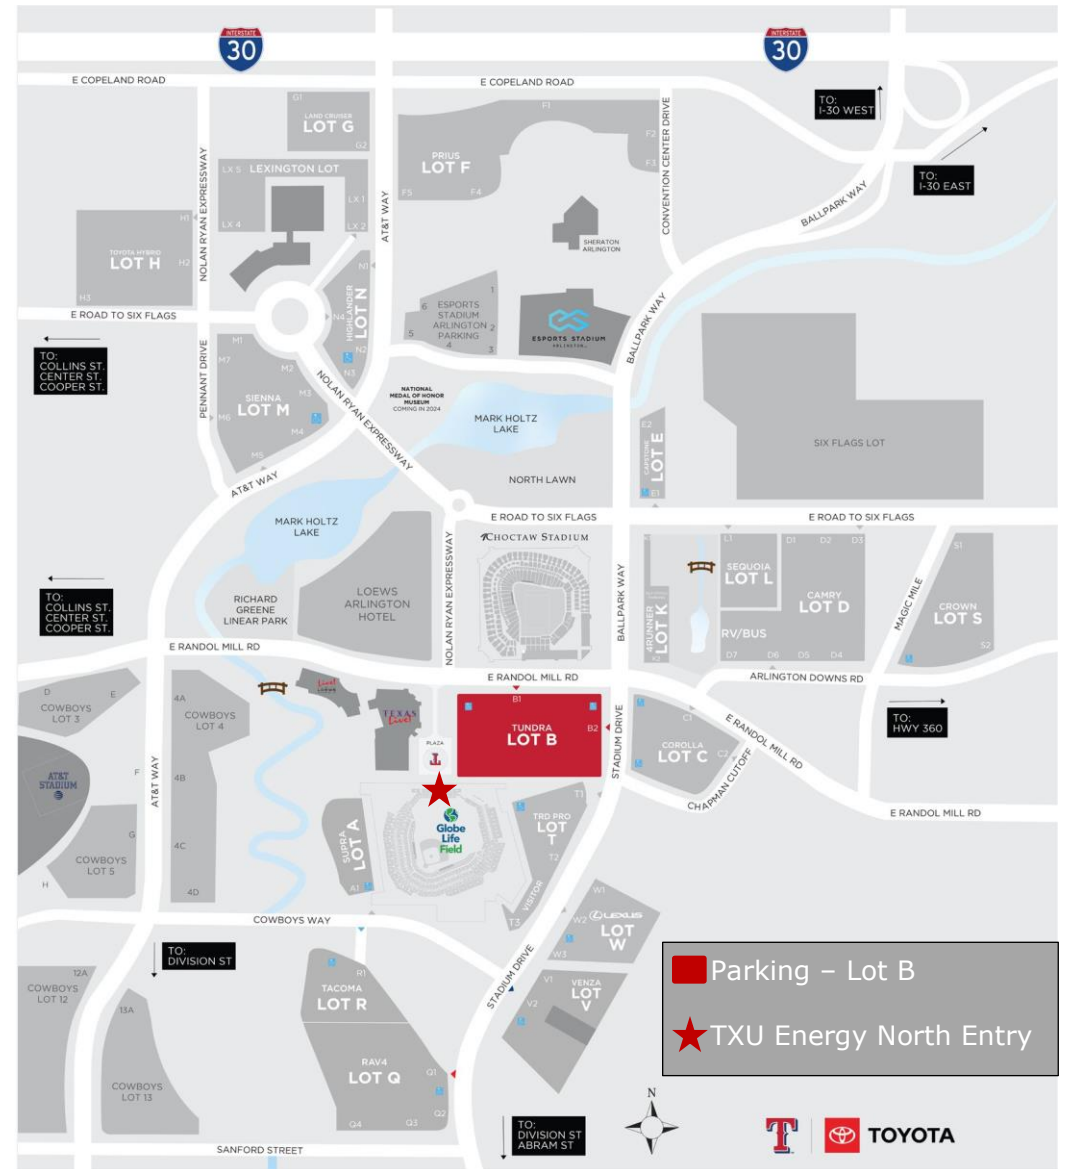 INTERSTATE
30
INTERSTATE
30
E COPELAND ROAD
E COPELAND ROAD
TO:
I-30 WEST
TO:
I-30 EAST
G1
LAND CRUISER
LOT G
G2
LX 5
LEXINGTON LOT
LX 1
LX 4
LX 2
F1
F2
F3
PRIUS
LOT F
F5
F4
CONVENTION CENTER DRIVE
BALLPARK WAY
NOLAN RYAN EXPRESSWAY
AT&T WAY
H1
TOYOTA HYBRID
LOT H
H2
H3
SHERATON
ARLINGTON
N1
HIGHLANDER
LOT N
N4
N2
N3
1
6
ESPORTS
STADIUM
ARLINGTON
PARKING
2
5
4
3
ESPORTS STADIUM
ARLINGTON
BALLPARK WAY
E ROAD TO SIX FLAGS
TO:
COLLINS ST.
CENTER ST.
COOPER ST.
PENNANT DRIVE
M1
M7
M2
M3
SIENNA
LOT M
M6
M4
M5
NOLAN RYAN EXPRESSWAY
NATIONAL
MEDAL OF HONOR
MUSEUM
COMING IN 2024
MARK HOLTZ
LAKE
E2
CAPSTONE
LOT E
E1
SIX FLAGS LOT
AT&T WAY
NORTH LAWN
MARK HOLTZ
LAKE
E ROAD TO SIX FLAGS
E ROAD TO SIX FLAGS
CHOCTAW STADIUM
NOLAN RYAN EXPRESSWAY
BALLPARK WAY
4RUNNER
LOT K
K2
L1
SEQUOIA
LOT L
D1
D2
D3
CAMRY
LOT D
RV/BUS
D7
D6
D5
D4
MAGIC MILE
S1
CROWN
LOT S
S2
TO:
COLLINS ST.
CENTER ST.
COOPER ST.
RICHARD
GREENE
LINEAR PARK
LOEWS
ARLINGTON
HOTEL
E RANDOL MILL RD
E RANDOL MILL RD
ARLINGTON DOWNS RD
TO:
HWY 360
D
E
COWBOYS
LOT 3
4A
COWBOYS
LOT 4
Live!
TEXAS
Live!
PLAZA
T
B1
TUNDRA
LOT B
B2
STADIUM DRIVE
C1
COROLLA
LOT C
C2
E RANDOL MILL RD
CHAPMAN CUTOFF
E RANDOL MILL RD
AT&T
STADIUM
F
AT&T WAY
4B
G
4C
COWBOYS
LOT 5
H
4D
SUPRA
LOT A
A1
Globe
Life
Field
T1
TRD PRO
LOT
T
T2
VISITOR
T3
COWBOYS WAY
TO:
DIVISION ST
W1
W2
LEXUS
LOT
W
W3
STADIUM DRIVE
12A
COWBOYS
LOT 12
13A
COWBOYS
LOT 13
R1
TACOMA
LOT R
V1
VENZA
LOT
V
V2
RAV4
LOT Q
Q1
Q2
Q4
Q3
SANFORD STREET
TO:
DIVISION ST
ABRAM ST
Parking – Lot B
TXU Energy North Entry
N
T
TOYOTA